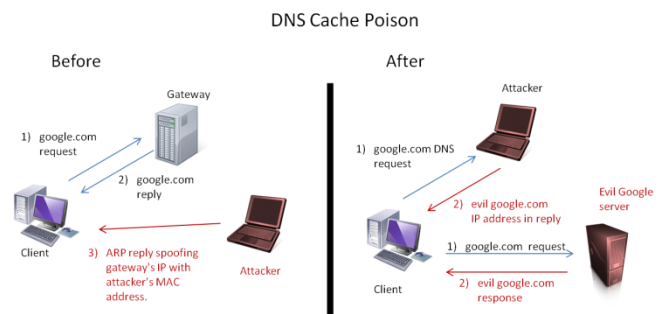 DNS Cache Poison
Before
Gateway
1) google.com
request
2) google.com
reply
Client
3) ARP reply spoofing
gateway's IP with
attacker's MAC
address.
Attacker
After
Attacker
1) google.com DNS
request
2) evil google.com
IP address in reply
Evil Google
server
1) google.com request
Client
2) evil google.com
response